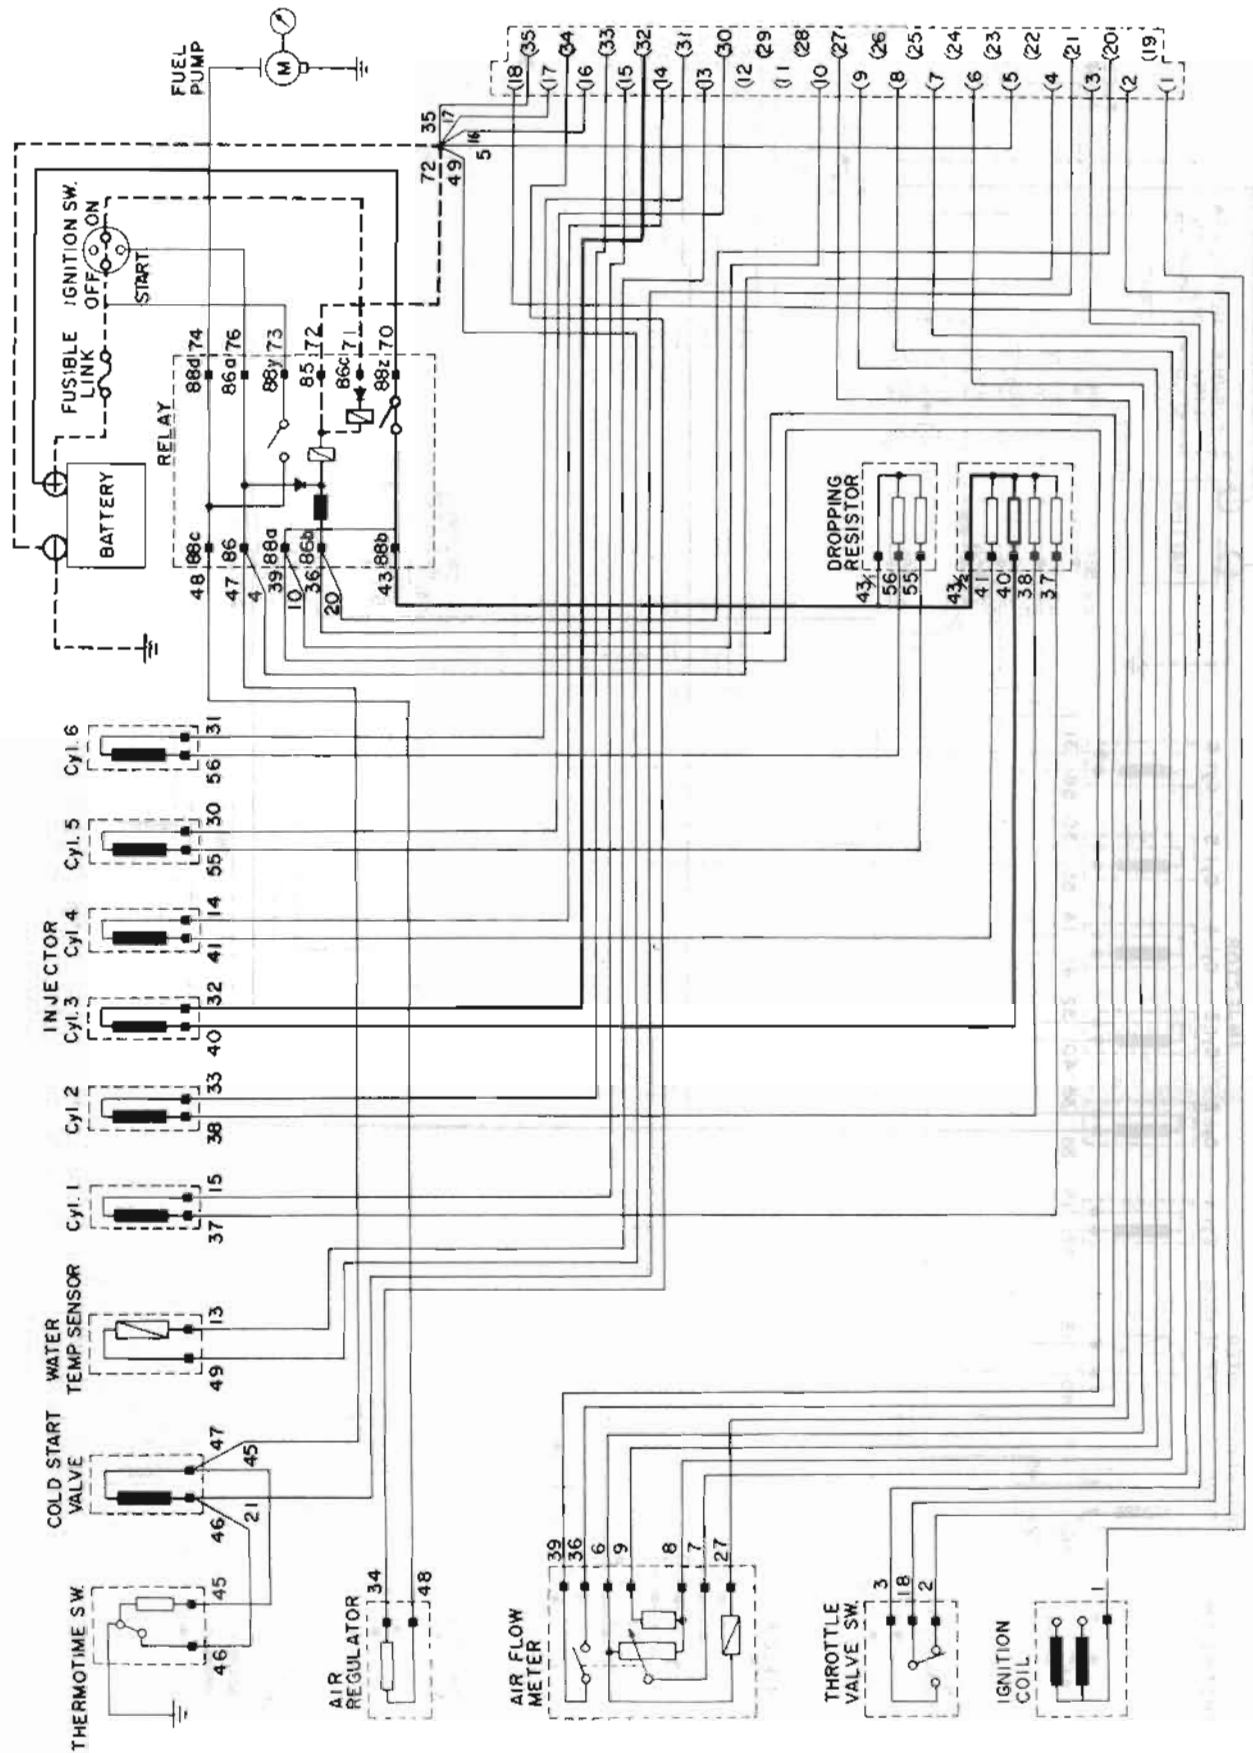 FUEL
PUMP
M
IGNITION SW.
OFF
ON
START
FUSIBLE
LINK
BATTERY
RELAY
88d 74
86a 76
88y 73
85 72
86c 71
88z 70
48 88c
47 86
4
39 88a
10
36 86b
20
43 88b
72
35
17
16
49
5
(18
(17
(16
(15
(14
(13
(12
(11
(10
(9
(8
(7
(6
(5
(4
(3
(2
(1
(35
(34
(33
(32
(31
(30
(29
(28
(27
(26
(25
(24
(23
(22
(21
(20
(19
DROPPING
RESISTOR
43/1
56
55
43/2
41
40
38
37
INJECTOR
Cyl. 6
56
31
Cyl. 5
55
30
Cyl. 4
41
14
Cyl. 3
40
32
Cyl. 2
38
33
Cyl. 1
37
15
WATER
TEMP SENSOR
49
13
COLD START
VALVE
46
21
45
47
THERMOTIME SW.
46
45
AIR
REGULATOR
34
48
AIR FLOW
METER
39
36
6
9
8
7
27
THROTTLE
VALVE SW.
3
18
2
IGNITION
COIL
1